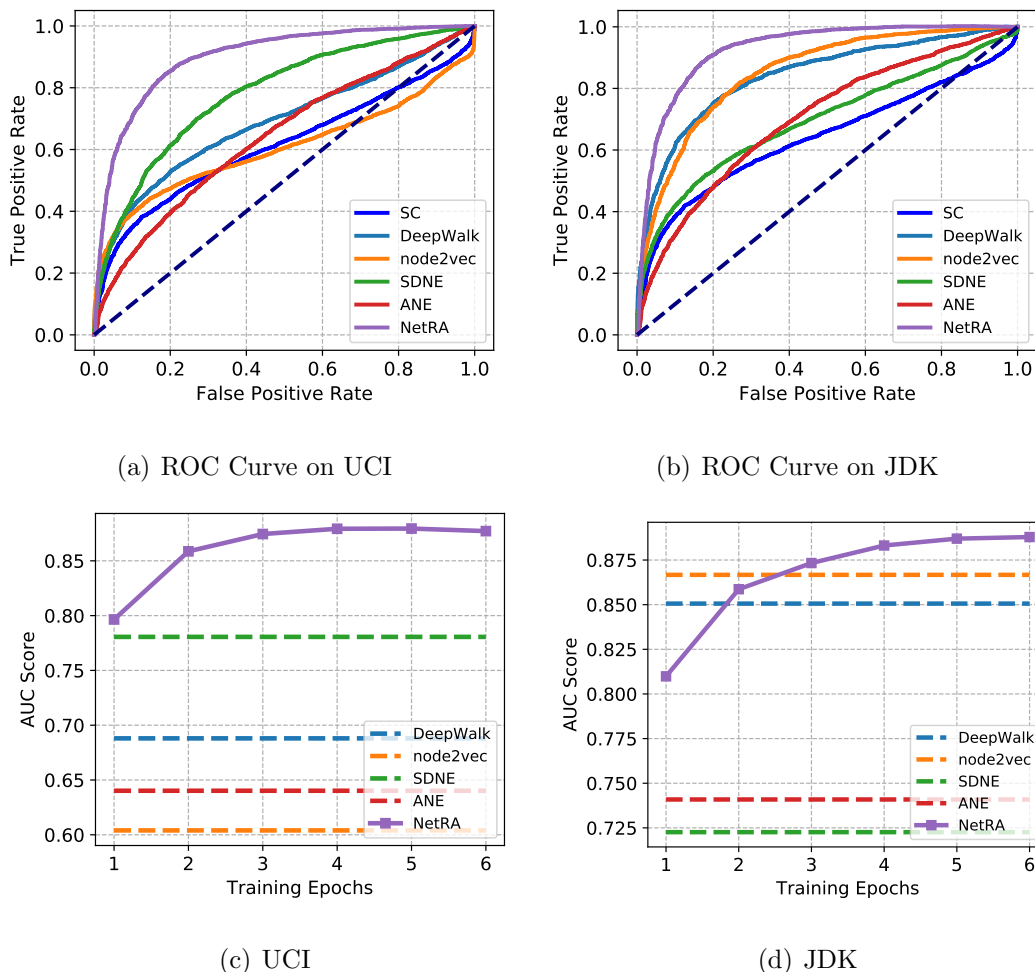 True Positive Rate
1.0
0.8
0.6
0.4
0.2
0.0
SC
DeepWalk
node2vec
SDNE
ANE
NetRA
0.0 0.2 0.4 0.6 0.8 1.0
False Positive Rate
(a) ROC Curve on UCI
True Positive Rate
1.0
0.8
0.6
0.4
0.2
0.0
SC
DeepWalk
node2vec
SDNE
ANE
NetRA
0.0 0.2 0.4 0.6 0.8 1.0
False Positive Rate
(b) ROC Curve on JDK
AUC Score
0.85
0.80
0.75
0.70
0.65
0.60
DeepWalk
node2vec
SDNE
ANE
NetRA
1 2 3 4 5 6
Training Epochs
(c) UCI
AUC Score
0.875
0.850
0.825
0.800
0.775
0.750
0.725
DeepWalk
node2vec
SDNE
ANE
NetRA
1 2 3 4 5 6
Training Epochs
(d) JDK